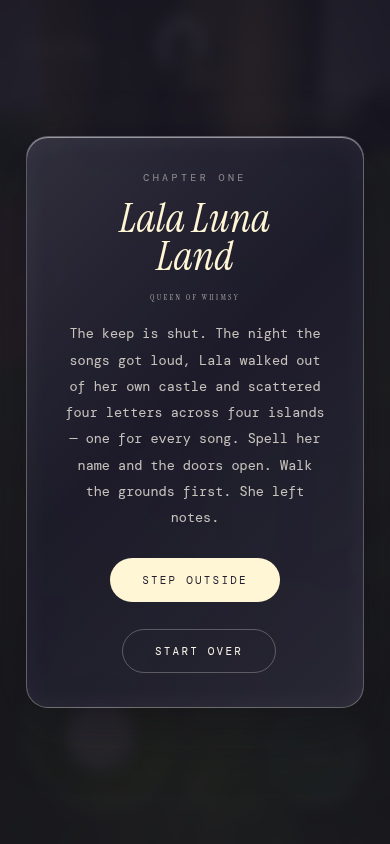 CHAPTER ONE
Lala Luna
Land
QUEEN OF WHIMSY
The keep is shut. The night the
songs got loud, Lala walked out
of her own castle and scattered
four letters across four islands
— one for every song. Spell her
name and the doors open. Walk
the grounds first. She left
notes.
STEP OUTSIDE
START OVER